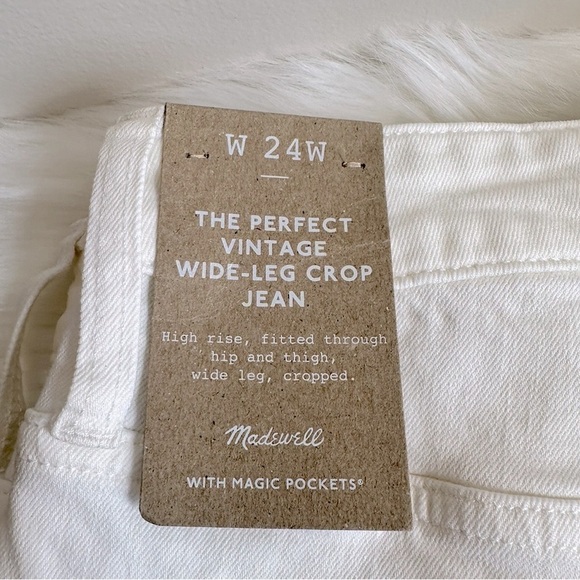 W 24W
THE PERFECT
VINTAGE
WIDE-LEG CROP
JEAN
High rise, fitted through
hip and thigh,
wide leg, cropped.
Madewell
WITH MAGIC POCKETS®